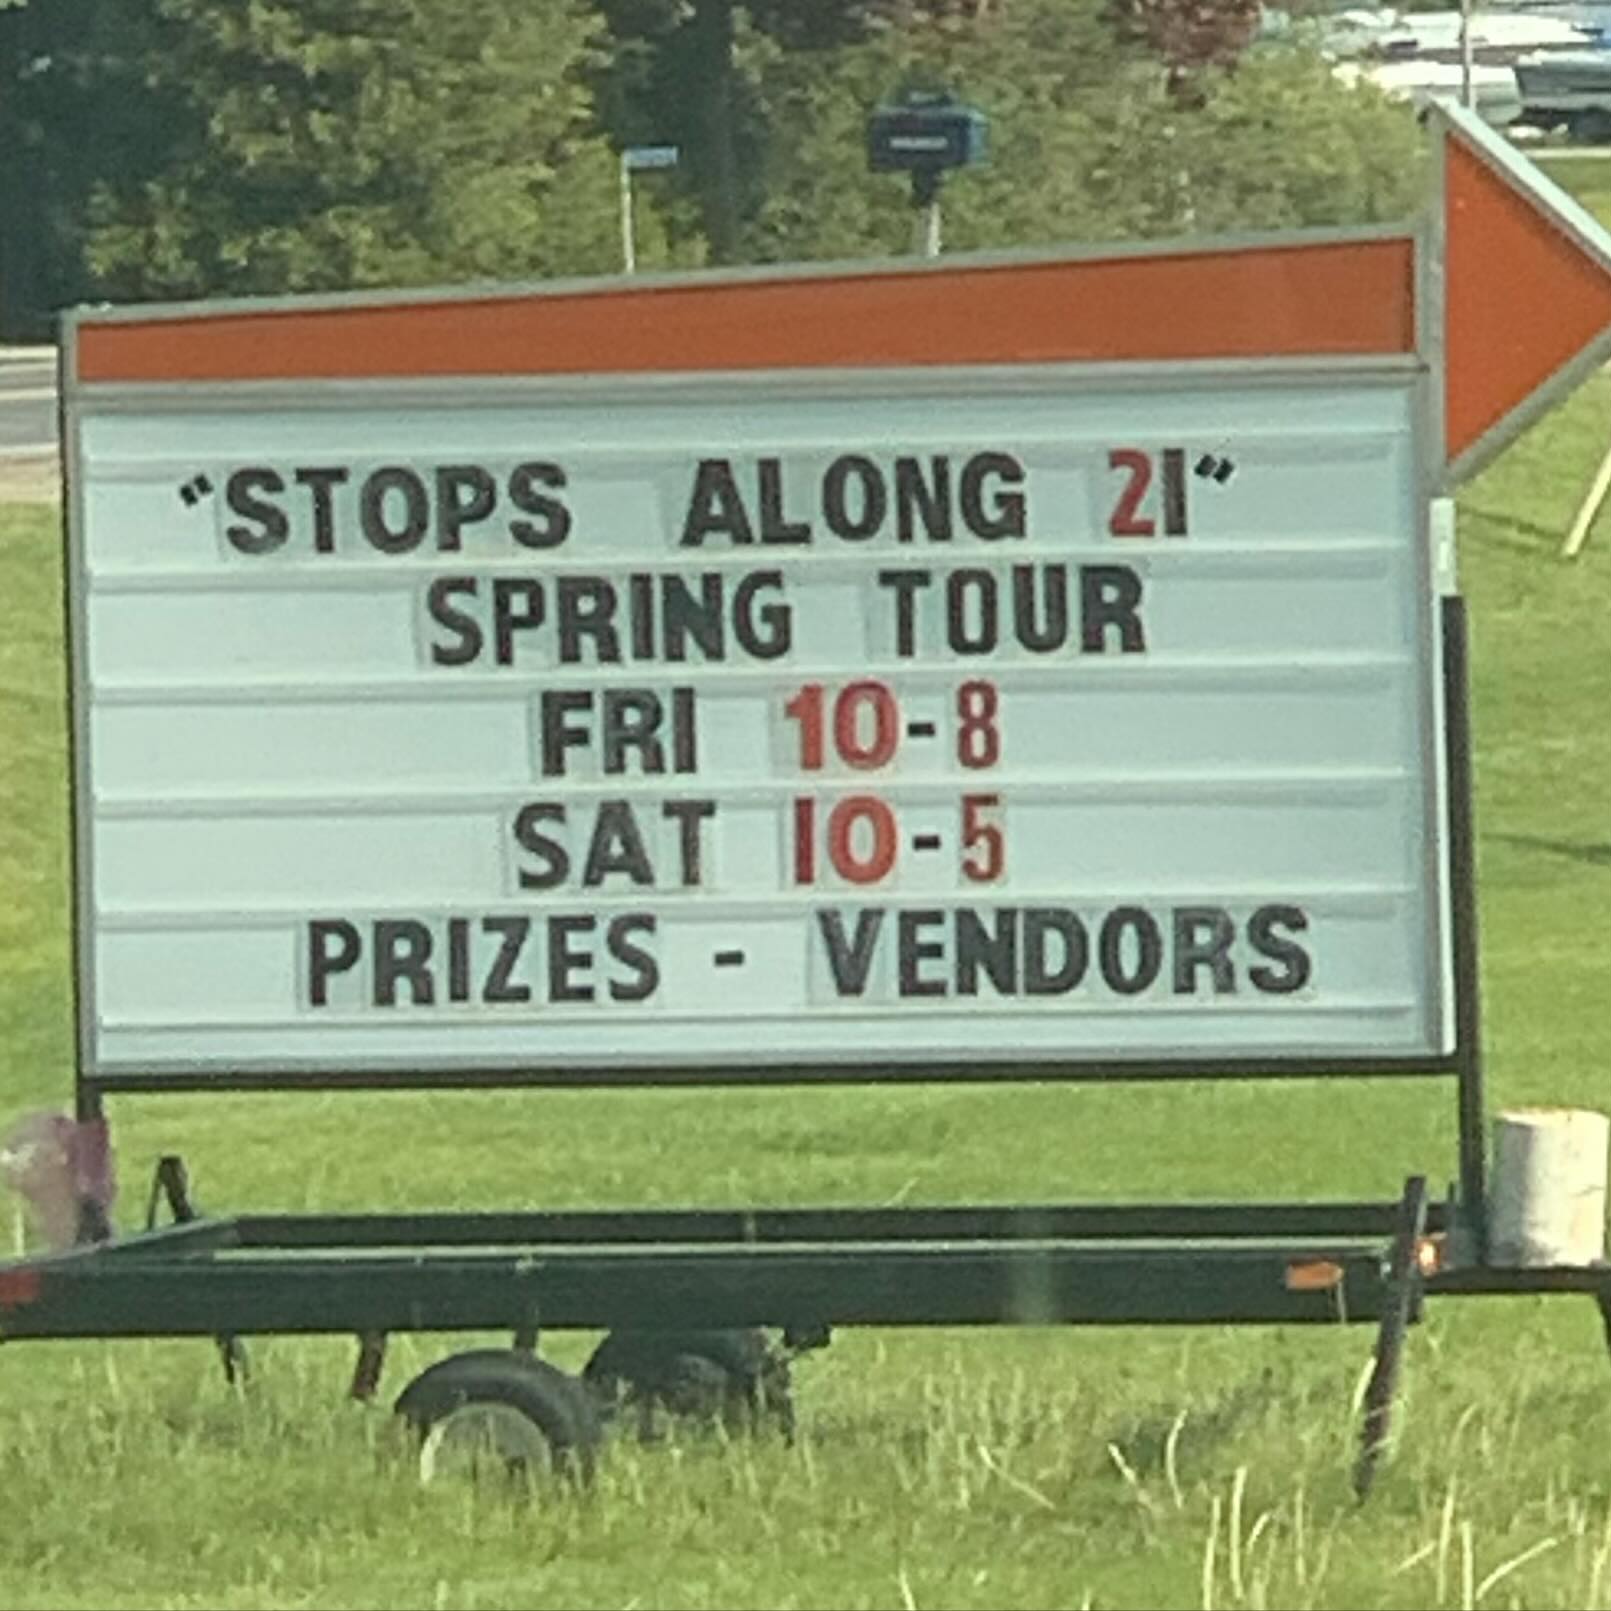 "STOPS ALONG 21"
SPRING TOUR
FRI 10-8
SAT 10-5
PRIZES - VENDORS